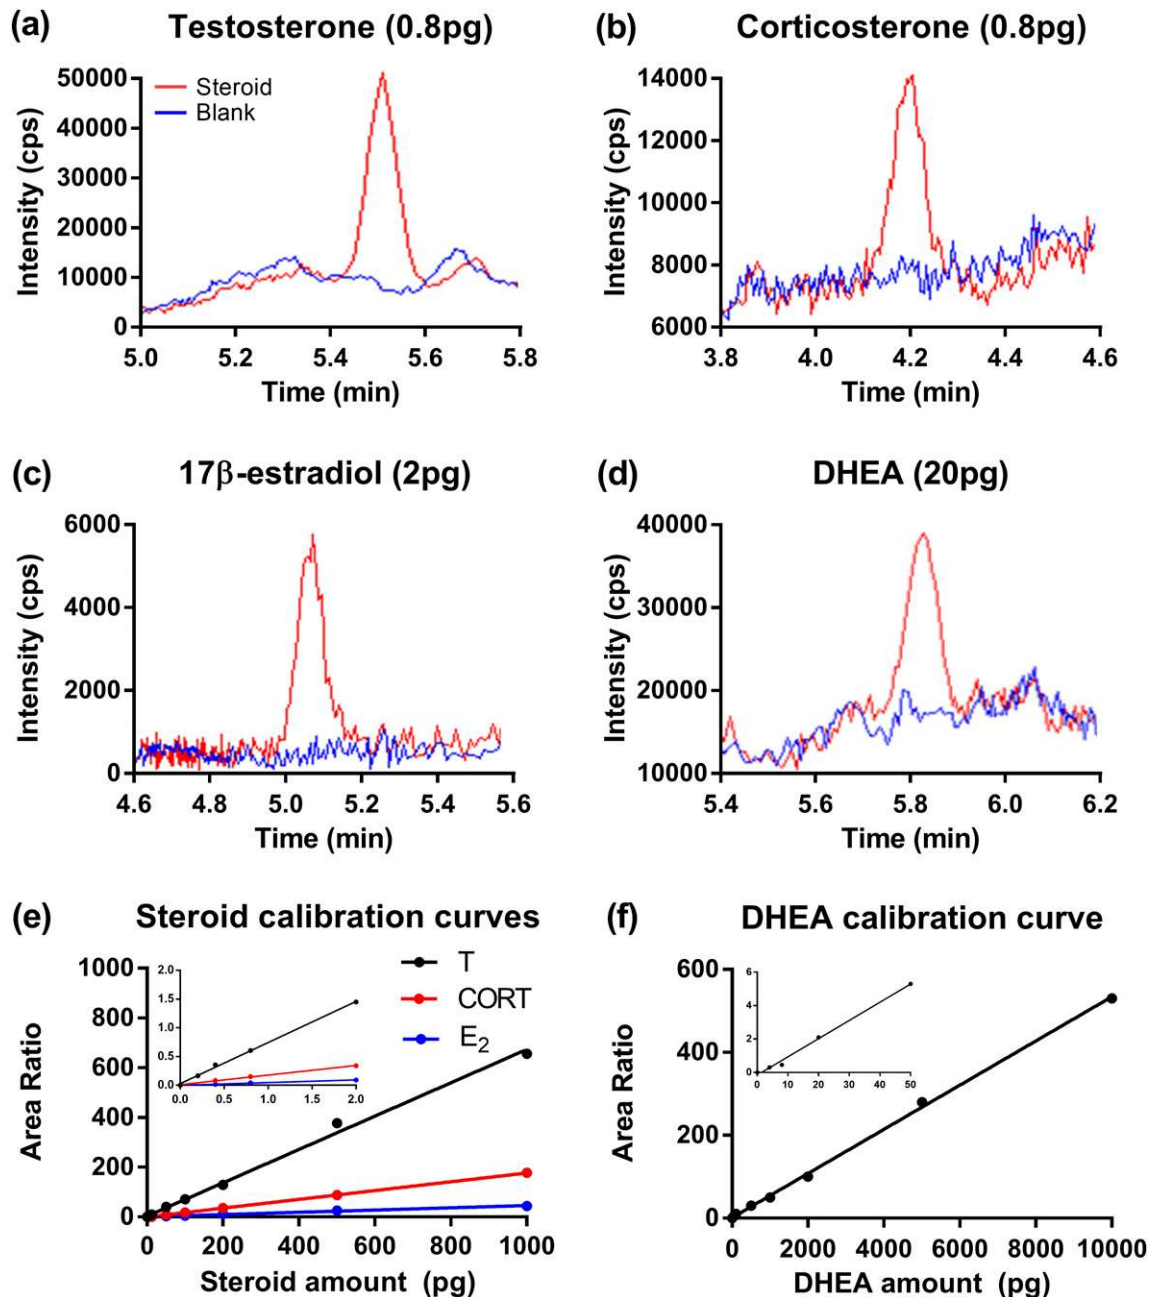 (a) Testosterone (0.8pg)
Intensity (cps)
50000
40000
30000
20000
10000
0
Steroid
Blank
5.0 5.2 5.4 5.6 5.8
Time (min)
(b) Corticosterone (0.8pg)
Intensity (cps)
14000
12000
10000
8000
6000
3.8 4.0 4.2 4.4 4.6
Time (min)
(c) 17β-estradiol (2pg)
Intensity (cps)
6000
4000
2000
0
4.6 4.8 5.0 5.2 5.4 5.6
Time (min)
(d) DHEA (20pg)
Intensity (cps)
40000
30000
20000
10000
5.4 5.6 5.8 6.0 6.2
Time (min)
(e) Steroid calibration curves
Area Ratio
1000
800
600
400
200
0
2.0
1.5
1.0
0.5
0.0
0.0 0.4 0.8 1.2 1.6 2.0
T
CORT
E2
0 200 400 600 800 1000
Steroid amount (pg)
(f) DHEA calibration curve
Area Ratio
600
400
200
0
6
4
2
0
0 10 20 30 40 50
0 2000 4000 6000 8000 10000
DHEA amount (pg)